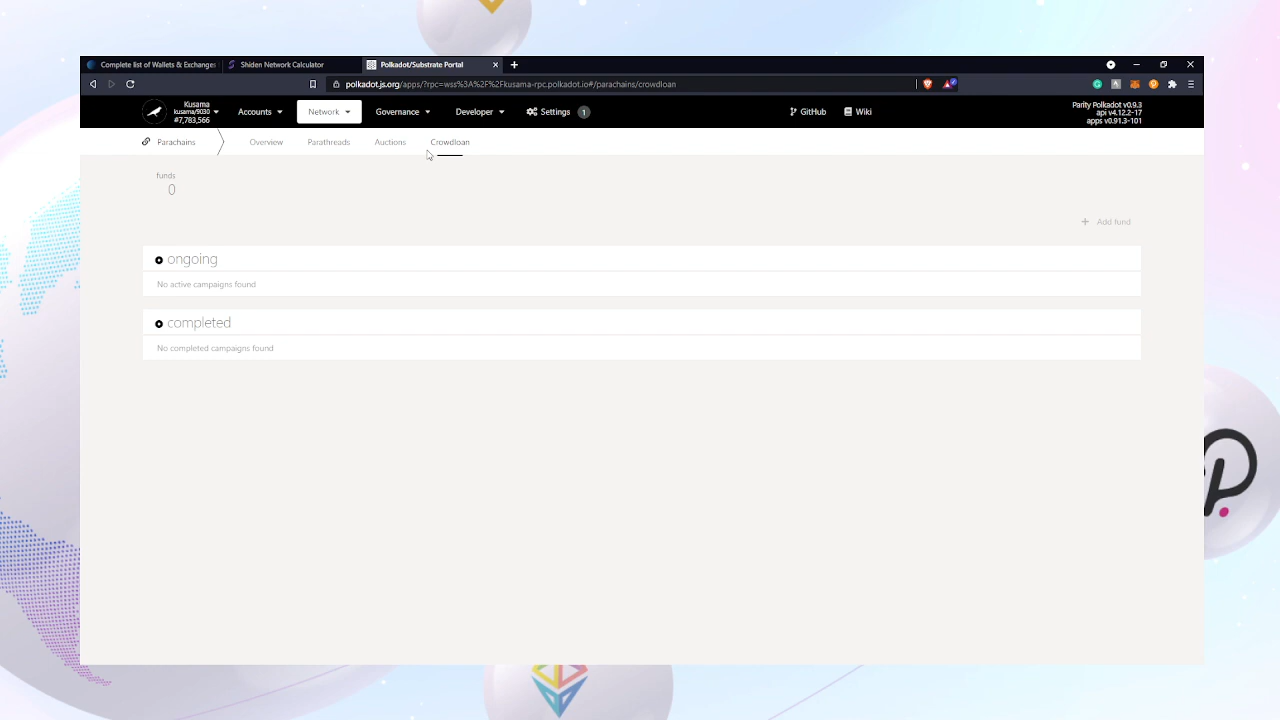 Complete list of Wallets & Exchanges
Shiden Network Calculator
Polkadot/Substrate Portal
polkadot.js.org/apps/?rpc=wss%3A%2F%2Fkusama-rpc.polkadot.io#/parachains/crowdloan
Kusama
kusama/9030
#7,783,566
Accounts
Network
Governance
Developer
Settings
1
GitHub
Wiki
Parity Polkadot v0.9.3
api v4.12.2-17
apps v0.91.3-101
Parachains
Overview
Parathreads
Auctions
Crowdloan
funds
0
Add fund
ongoing
No active campaigns found
completed
No completed campaigns found